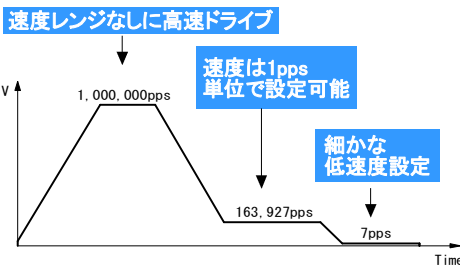 速度レンジなしに高速ドライブ
V
1,000,000pps
速度は1pps
単位で設定可能
163,927pps
細かな
低速度設定
7pps
Time